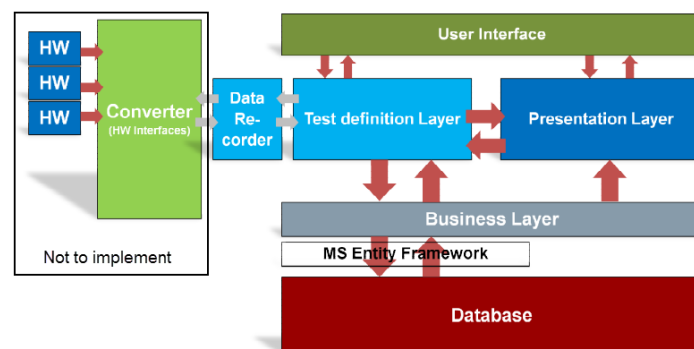 User Interface
HW
HW
HW
Converter
(HW Interfaces)
Data
Re-
corder
Test definition Layer
Presentation Layer
Business Layer
MS Entity Framework
Not to implement
Database